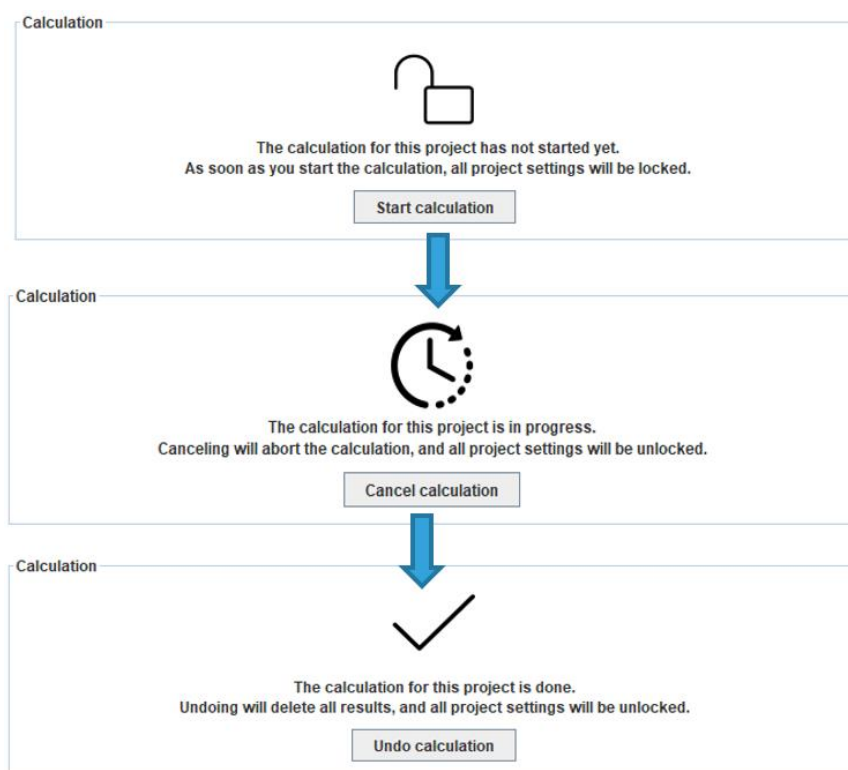 Calculation
The calculation for this project has not started yet.
As soon as you start the calculation, all project settings will be locked.
Start calculation
Calculation
The calculation for this project is in progress.
Canceling will abort the calculation, and all project settings will be unlocked.
Cancel calculation
Calculation
The calculation for this project is done.
Undoing will delete all results, and all project settings will be unlocked.
Undo calculation